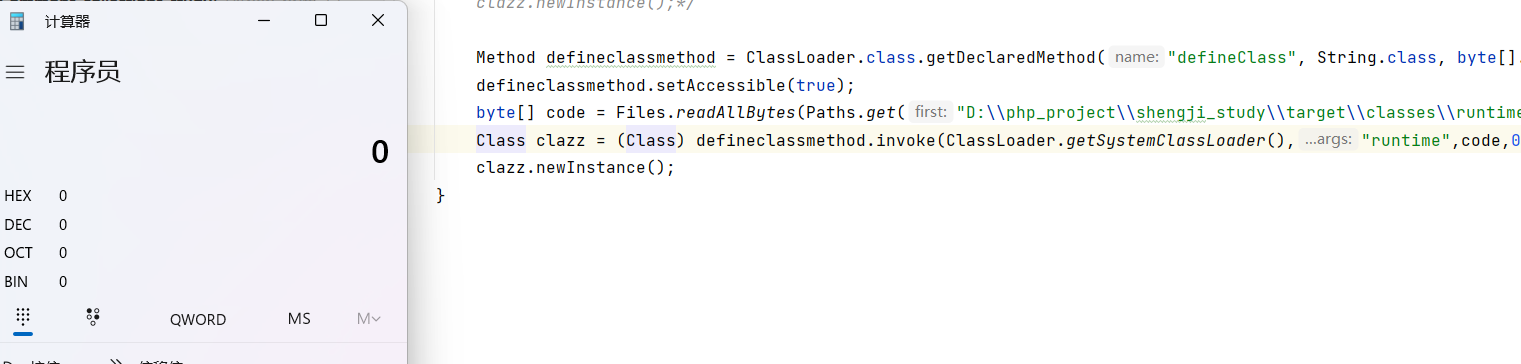 计算器
程序员
0
HEX 0
DEC 0
OCT 0
BIN 0
QWORD MS M
clazz.newInstance();*/
Method defineclassmethod = ClassLoader.class.getDeclaredMethod( name: "defineClass", String.class, byte[].
defineclassmethod.setAccessible(true);
byte[] code = Files.readAllBytes(Paths.get( first: "D:\\php_project\\shengji_study\\target\\classes\\runtime
Class clazz = (Class) defineclassmethod.invoke(ClassLoader.getSystemClassLoader(), ...args: "runtime",code,0
clazz.newInstance();
}